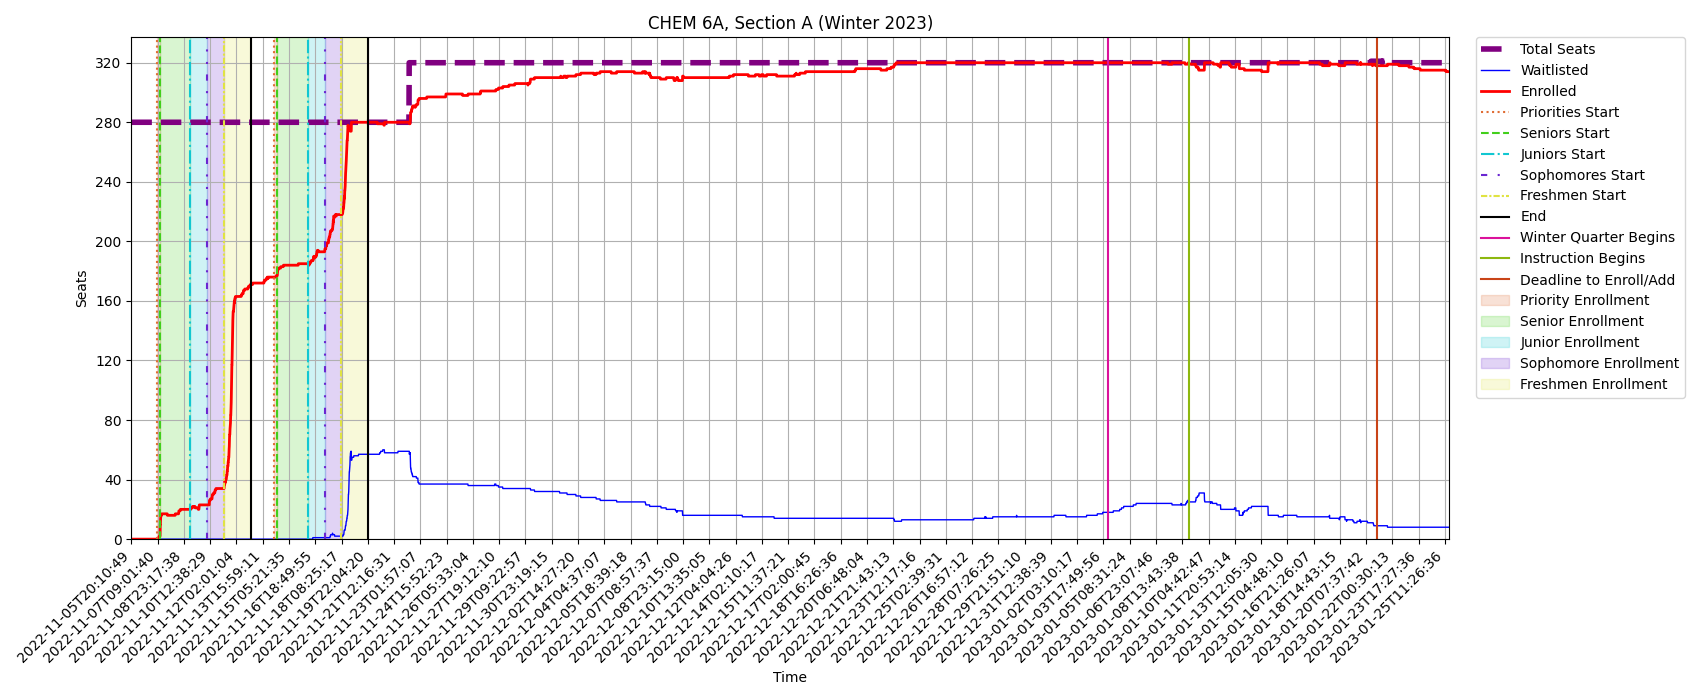 CHEM 6A, Section A (Winter 2023)
320
280
240
200
160
120
80
40
0
Seats
2022-11-05T20:10:49
2022-11-07T09:01:40
2022-11-08T23:17:38
2022-11-10T12:38:29
2022-11-12T02:01:04
2022-11-13T15:59:11
2022-11-15T05:21:35
2022-11-16T18:49:55
2022-11-18T08:25:17
2022-11-19T22:04:20
2022-11-21T12:16:31
2022-11-23T01:57:07
2022-11-24T15:52:23
2022-11-26T05:33:04
2022-11-27T19:12:10
2022-11-29T09:22:57
2022-11-30T23:19:15
2022-12-02T14:27:20
2022-12-04T04:37:07
2022-12-05T18:39:18
2022-12-07T08:57:37
2022-12-08T23:15:00
2022-12-10T13:35:05
2022-12-12T04:04:26
2022-12-14T02:10:17
2022-12-15T11:37:21
2022-12-17T02:00:45
2022-12-18T16:26:36
2022-12-20T06:48:04
2022-12-21T21:43:13
2022-12-23T12:17:16
2022-12-25T02:39:31
2022-12-26T16:57:12
2022-12-28T07:26:25
2022-12-29T21:51:10
2022-12-31T12:38:39
2023-01-02T03:10:17
2023-01-03T17:49:56
2023-01-05T08:31:24
2023-01-06T23:07:46
2023-01-08T13:43:38
2023-01-10T04:42:47
2023-01-11T20:53:14
2023-01-13T12:05:30
2023-01-15T04:48:10
2023-01-16T21:26:07
2023-01-18T14:43:15
2023-01-20T07:37:42
2023-01-22T00:30:13
2023-01-23T17:27:36
2023-01-25T11:26:36
Time
Total Seats
Waitlisted
Enrolled
Priorities Start
Seniors Start
Juniors Start
Sophomores Start
Freshmen Start
End
Winter Quarter Begins
Instruction Begins
Deadline to Enroll/Add
Priority Enrollment
Senior Enrollment
Junior Enrollment
Sophomore Enrollment
Freshmen Enrollment